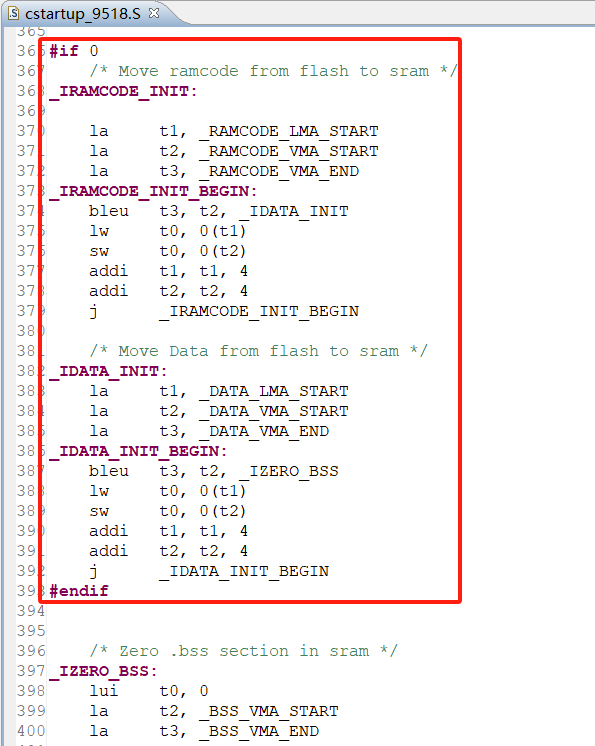 cstartup_9518.S
365
366 #if 0
367     /* Move ramcode from flash to sram */
368 _IRAMCODE_INIT:
369
370     la     t1, _RAMCODE_LMA_START
371     la     t2, _RAMCODE_VMA_START
372     la     t3, _RAMCODE_VMA_END
373 _IRAMCODE_INIT_BEGIN:
374     bleu   t3, t2, _IDATA_INIT
375     lw     t0, 0(t1)
376     sw     t0, 0(t2)
377     addi   t1, t1, 4
378     addi   t2, t2, 4
379     j      _IRAMCODE_INIT_BEGIN
380
381     /* Move Data from flash to sram */
382 _IDATA_INIT:
383     la     t1, _DATA_LMA_START
384     la     t2, _DATA_VMA_START
385     la     t3, _DATA_VMA_END
386 _IDATA_INIT_BEGIN:
387     bleu   t3, t2, _IZERO_BSS
388     lw     t0, 0(t1)
389     sw     t0, 0(t2)
390     addi   t1, t1, 4
391     addi   t2, t2, 4
392     j      _IDATA_INIT_BEGIN
393 #endif
394
395
396     /* Zero .bss section in sram */
397 _IZERO_BSS:
398     lui    t0, 0
399     la     t2, _BSS_VMA_START
400     la     t3, _BSS_VMA_END